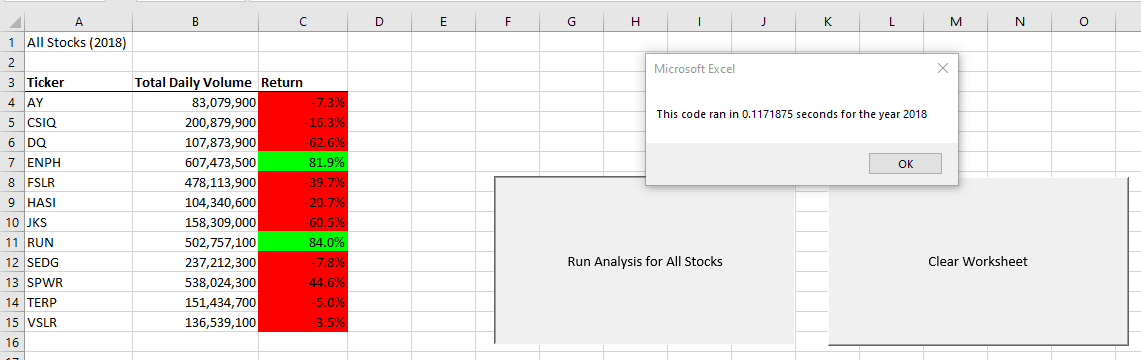 A B C D E F G H I J K L M N O
1 All Stocks (2018)
2
3 Ticker Total Daily Volume Return
4 AY 83,079,900 -7.3%
5 CSIQ 200,879,900 -16.3%
6 DQ 107,873,900 -62.6%
7 ENPH 607,473,500 81.9%
8 FSLR 478,113,900 -39.7%
9 HASI 104,340,600 -20.7%
10 JKS 158,309,000 -60.5%
11 RUN 502,757,100 84.0%
12 SEDG 237,212,300 -7.8%
13 SPWR 538,024,300 -44.6%
14 TERP 151,434,700 -5.0%
15 VSLR 136,539,100 -3.5%
16
Microsoft Excel
This code ran in 0.1171875 seconds for the year 2018
OK
Run Analysis for All Stocks
Clear Worksheet